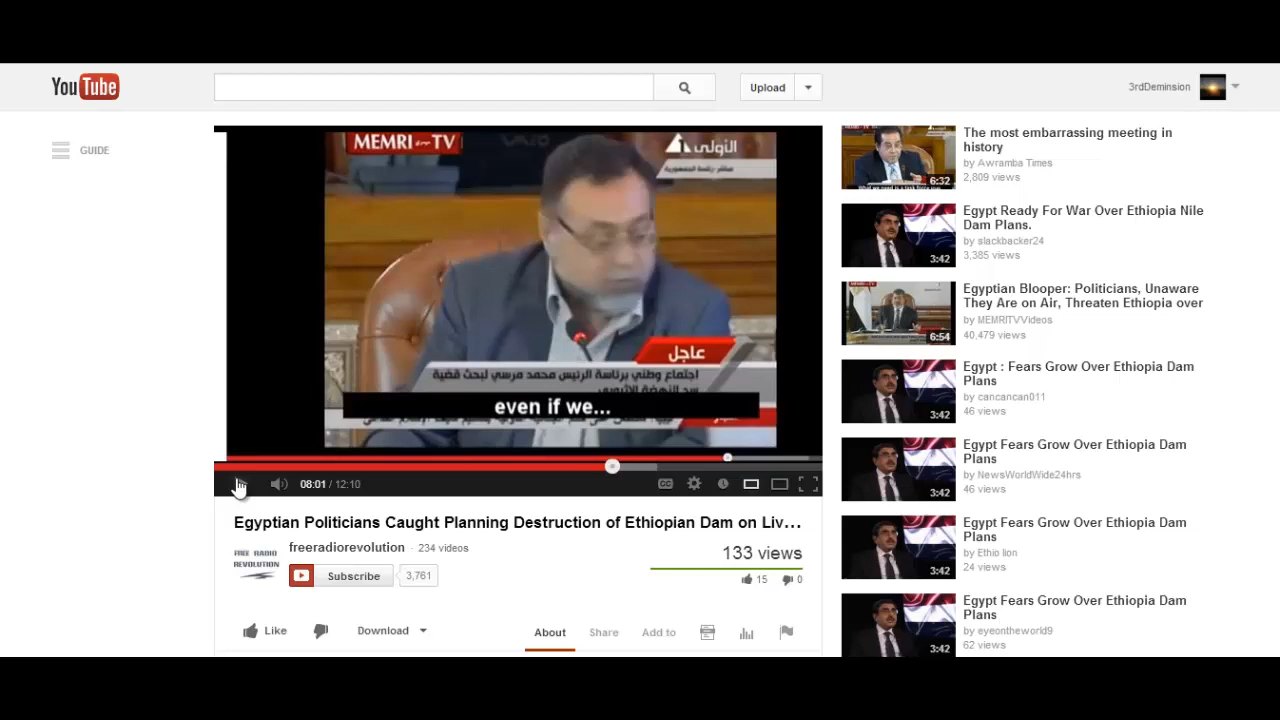 YouTube
Upload
3rdDeminsion
GUIDE
MEMRI TV
الأولى
مباشر رئاسة الجمهورية
عاجل
اجتماع وطني برئاسة الرئيس محمد مرسي لبحث قضية
سد النهضة الإثيوبي
even if we...
08:01 / 12:10
CC
Egyptian Politicians Caught Planning Destruction of Ethiopian Dam on Liv...
FREE RADIO
REVOLUTION
freeradiorevolution · 234 videos
Subscribe
3,761
133 views
15
0
Like
Download
About
Share
Add to
6:32
The most embarrassing meeting in
history
by Awramba Times
2,809 views
3:42
Egypt Ready For War Over Ethiopia Nile
Dam Plans.
by slackbacker24
3,385 views
6:54
Egyptian Blooper: Politicians, Unaware
They Are on Air, Threaten Ethiopia over
by MEMRITVVideos
40,479 views
3:42
Egypt : Fears Grow Over Ethiopia Dam
Plans
by cancancan011
46 views
3:42
Egypt Fears Grow Over Ethiopia Dam
Plans
by NewsWorldWide24hrs
46 views
3:42
Egypt Fears Grow Over Ethiopia Dam
Plans
by Ethio lion
24 views
3:42
Egypt Fears Grow Over Ethiopia Dam
Plans
by eyeontheworld9
62 views